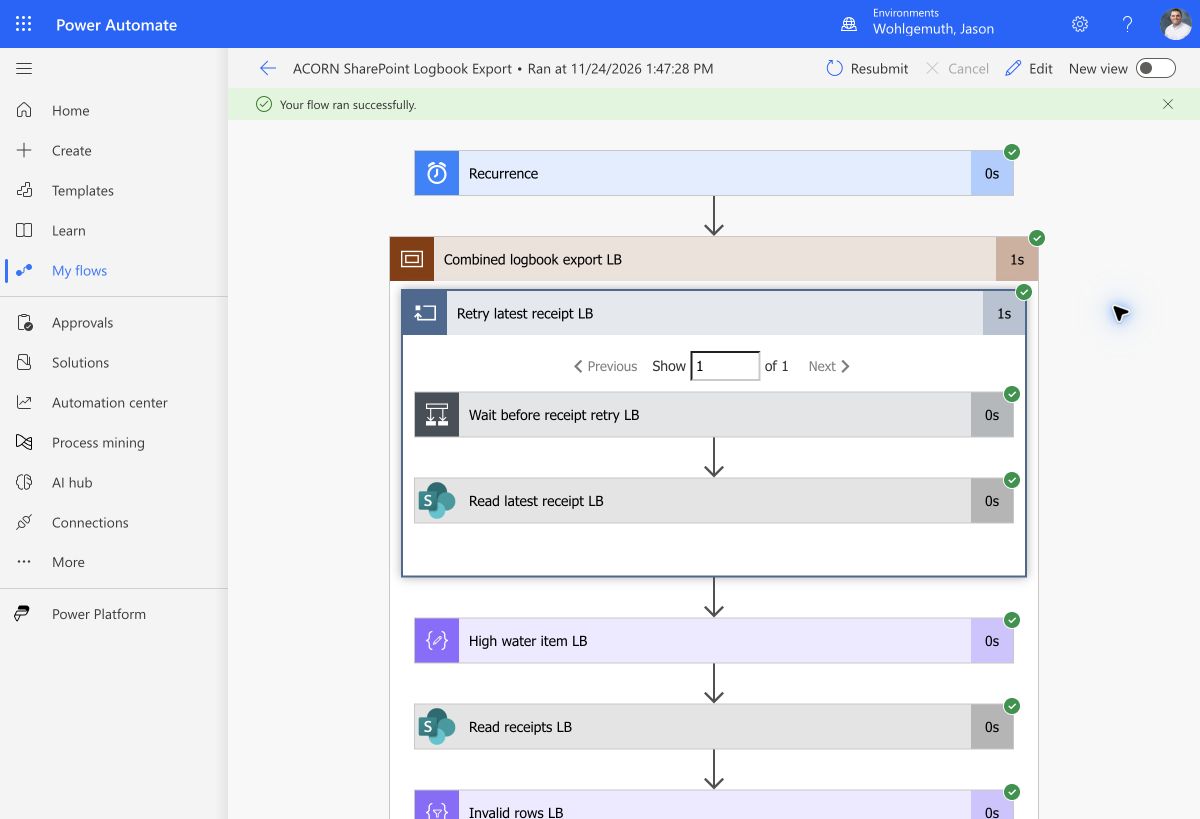 Power Automate
Environments
Wohlgemuth, Jason
?
ACORN SharePoint Logbook Export • Ran at 11/24/2026 1:47:28 PM
Resubmit
Cancel
Edit
New view
Your flow ran successfully.
Home
Create
Templates
Learn
My flows
Approvals
Solutions
Automation center
Process mining
AI hub
Connections
More
Power Platform
Recurrence
0s
Combined logbook export LB
1s
Retry latest receipt LB
1s
Previous Show 1 of 1 Next
Wait before receipt retry LB
0s
S
Read latest receipt LB
0s
High water item LB
0s
S
Read receipts LB
0s
Invalid rows LB
0s